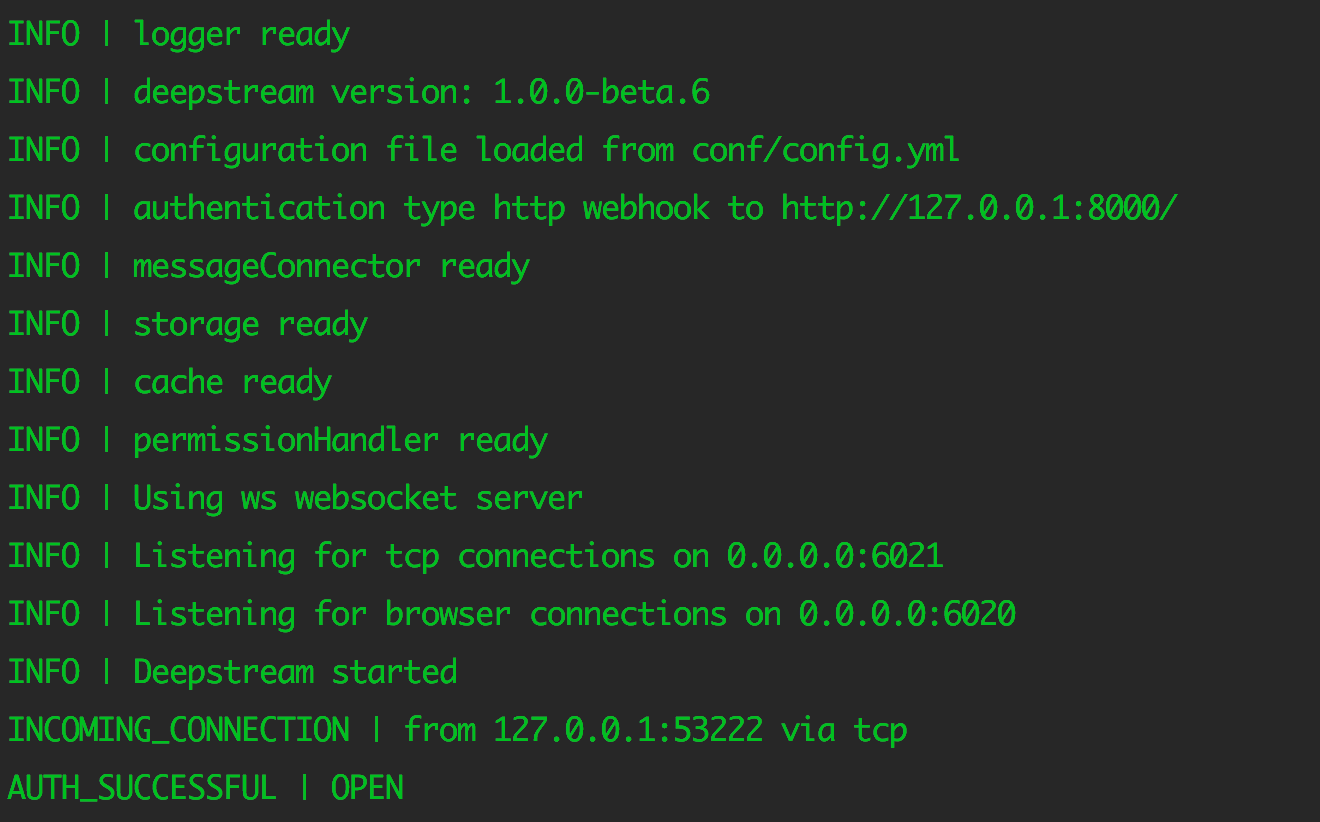 INFO | logger ready
INFO | deepstream version: 1.0.0-beta.6
INFO | configuration file loaded from conf/config.yml
INFO | authentication type http webhook to http://127.0.0.1:8000/
INFO | messageConnector ready
INFO | storage ready
INFO | cache ready
INFO | permissionHandler ready
INFO | Using ws websocket server
INFO | Listening for tcp connections on 0.0.0.0:6021
INFO | Listening for browser connections on 0.0.0.0:6020
INFO | Deepstream started
INCOMING_CONNECTION | from 127.0.0.1:53222 via tcp
AUTH_SUCCESSFUL | OPEN